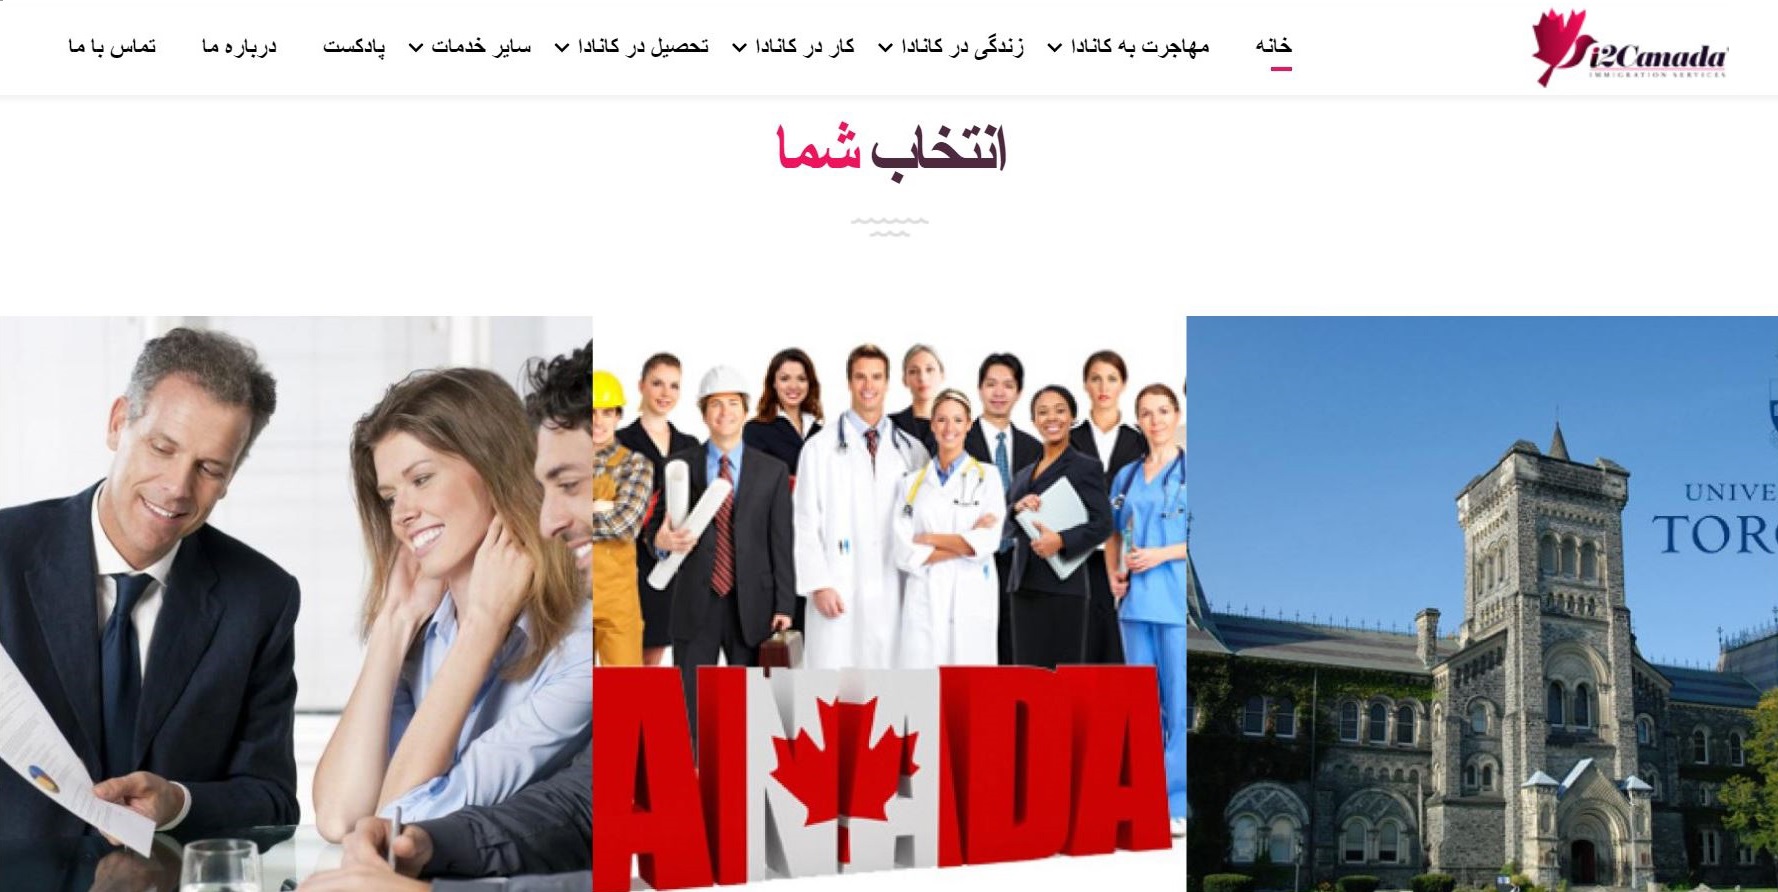 i2Canada
IMMIGRATION SERVICES
خانه مهاجرت به کانادا زندگی در کانادا کار در کانادا تحصیل در کانادا سایر خدمات پادکست درباره ما تماس با ما
انتخاب شما
UNIVE
TOR
ANADA